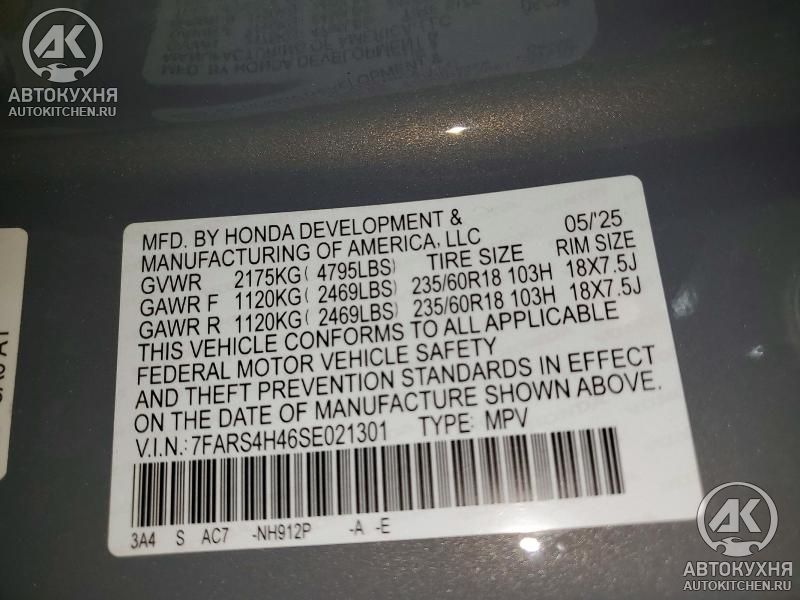 АВТОКУХНЯ
AUTOKITCHEN.RU
MFD. BY HONDA DEVELOPMENT &
MANUFACTURING OF AMERICA, LLC 05/'25
GVWR 2175KG( 4795LBS) TIRE SIZE RIM SIZE
GAWR F 1120KG( 2469LBS) 235/60R18 103H 18X7.5J
GAWR R 1120KG( 2469LBS) 235/60R18 103H 18X7.5J
THIS VEHICLE CONFORMS TO ALL APPLICABLE
FEDERAL MOTOR VEHICLE SAFETY
AND THEFT PREVENTION STANDARDS IN EFFECT
ON THE DATE OF MANUFACTURE SHOWN ABOVE.
V.I.N.:7FARS4H46SE021301 TYPE: MPV
3A4 S AC7 -NH912P -A -E
АВТОКУХНЯ
AUTOKITCHEN.RU